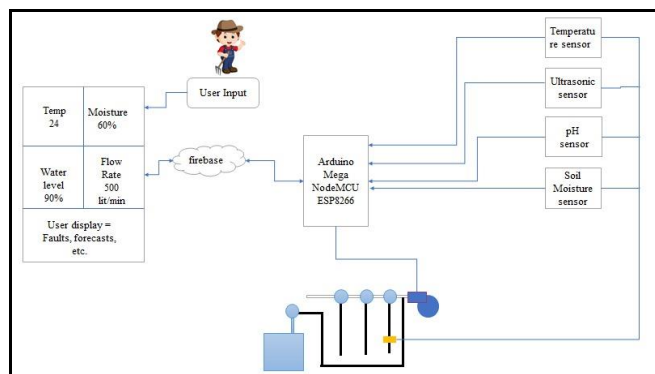 User Input
Temp
24
Moisture
60%
Water
level
90%
Flow
Rate
500
lit/min
User display =
Faults, forecasts,
etc.
firebase
Arduino
Mega
NodeMCU
ESP8266
Temperatu
re sensor
Ultrasonic
sensor
pH
sensor
Soil
Moisture
sensor